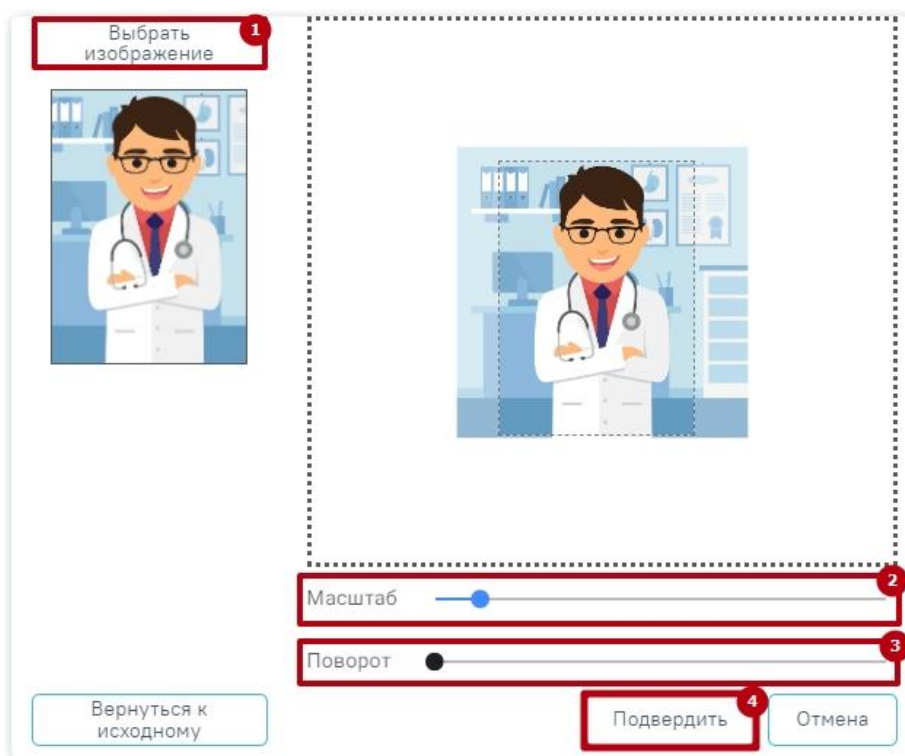 Выбрать
изображение
1
2
Масштаб
3
Поворот
Вернуться к
исходному
4
Подвердить
Отмена